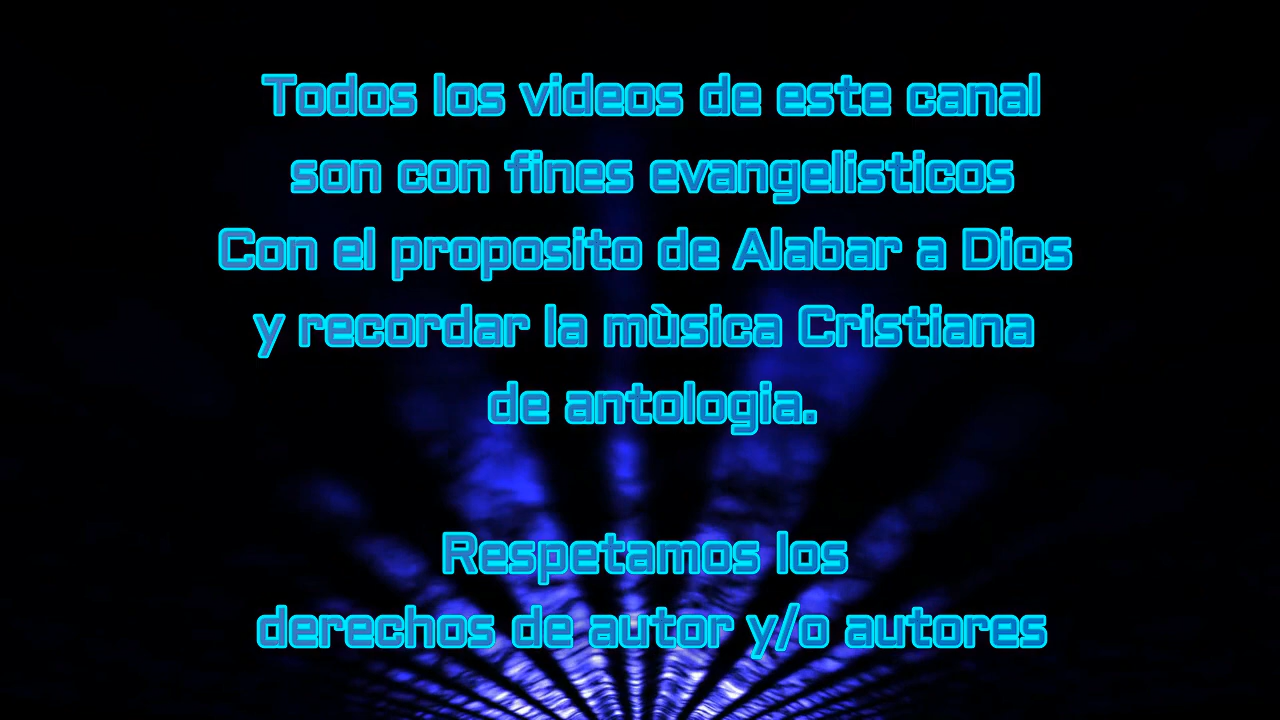 Todos los videos de este canal
son con fines evangelisticos
Con el proposito de Alabar a Dios
y recordar la mùsica Cristiana
de antologia.
Respetamos los
derechos de autor y/o autores